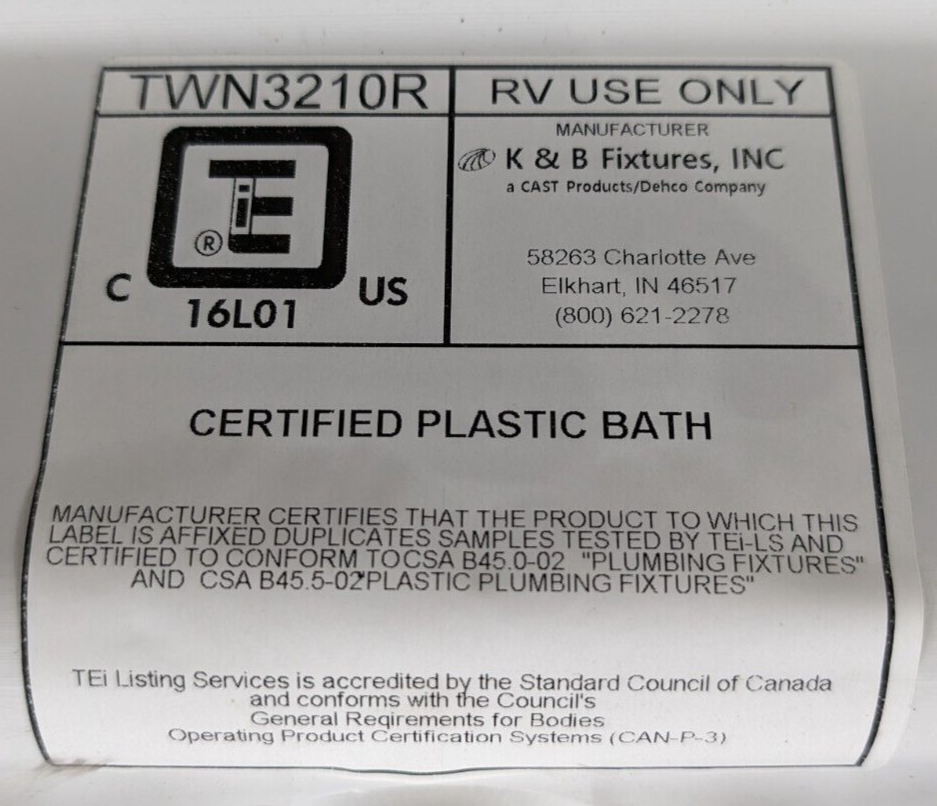 TWN3210R
RV USE ONLY
TE
®
C
US
16L01
MANUFACTURER
K & B Fixtures, INC
a CAST Products/Dehco Company
58263 Charlotte Ave
Elkhart, IN 46517
(800) 621-2278
CERTIFIED PLASTIC BATH
MANUFACTURER CERTIFIES THAT THE PRODUCT TO WHICH THIS
LABEL IS AFFIXED DUPLICATES SAMPLES TESTED BY TEi-LS AND
CERTIFIED TO CONFORM TOCSA B45.0-02 "PLUMBING FIXTURES"
AND CSA B45.5-02"PLASTIC PLUMBING FIXTURES"
TEi Listing Services is accredited by the Standard Council of Canada
and conforms with the Council's
General Reqirements for Bodies
Operating Product Certification Systems (CAN-P-3)